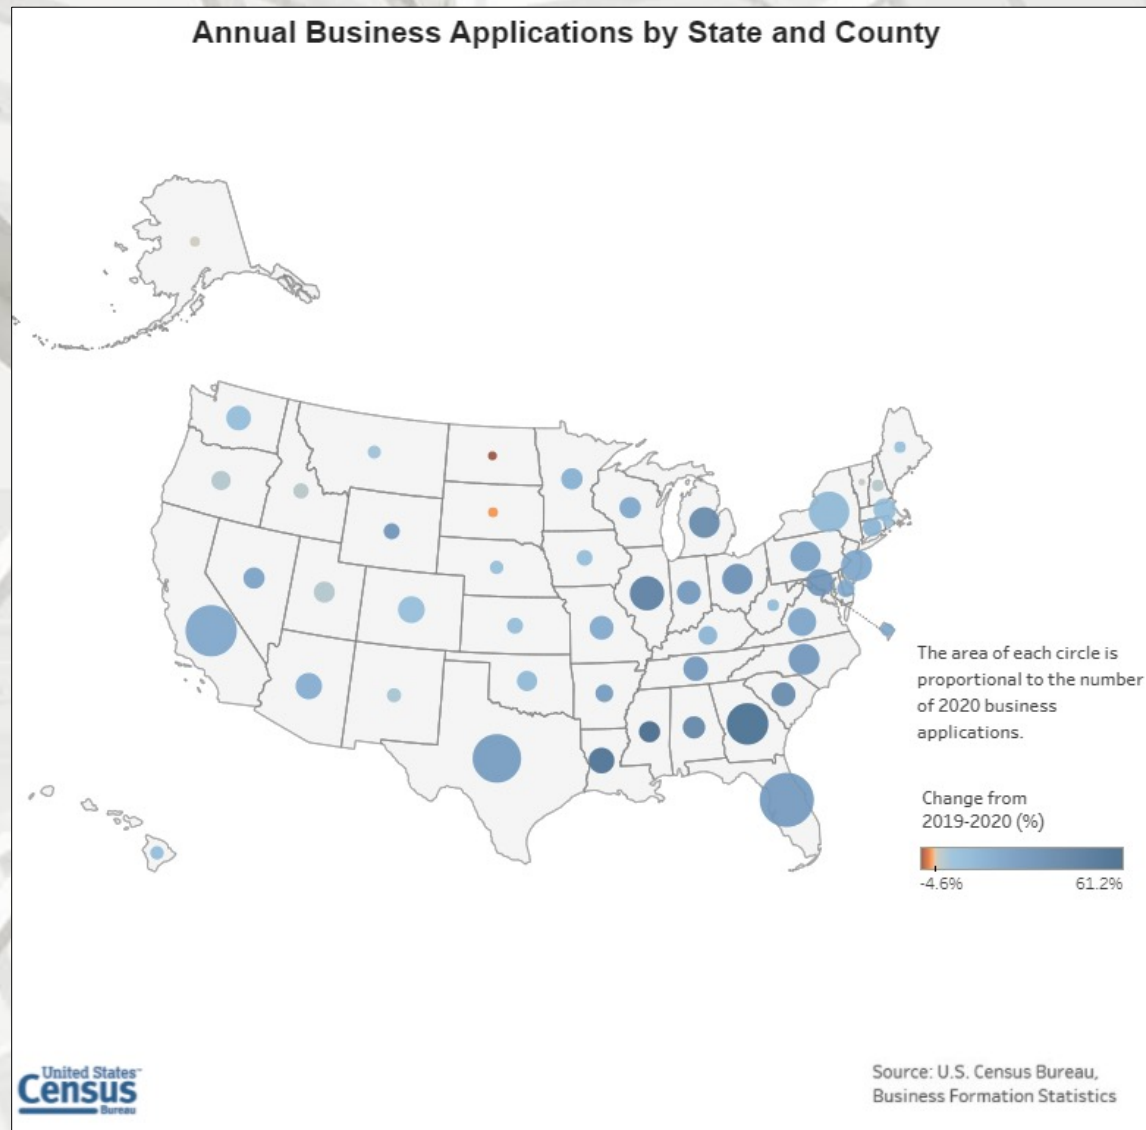 Annual Business Applications by State and County
The area of each circle is
proportional to the number
of 2020 business
applications.
Change from
2019-2020 (%)
-4.6% 61.2%
United States™
Census
Bureau
Source: U.S. Census Bureau,
Business Formation Statistics